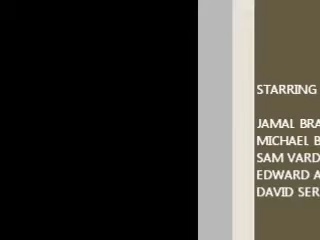 STARRING
JAMAL BRA
MICHAEL B
SAM VARD
EDWARD A
DAVID SER